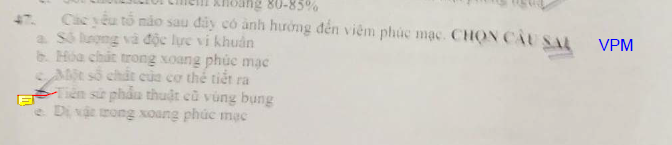 chiếm khoảng 80-85%
47. Các yếu tố nào sau đây có ảnh hưởng đến viêm phúc mạc. CHỌN CÂU SAI
VPM
a. Số lượng và độc lực vi khuẩn
b. Hóa chất trong xoang phúc mạc
c. Một số chất của cơ thể tiết ra
Tiền sử phẫu thuật cũ vùng bụng
e. Dị vật trong xoang phúc mạc